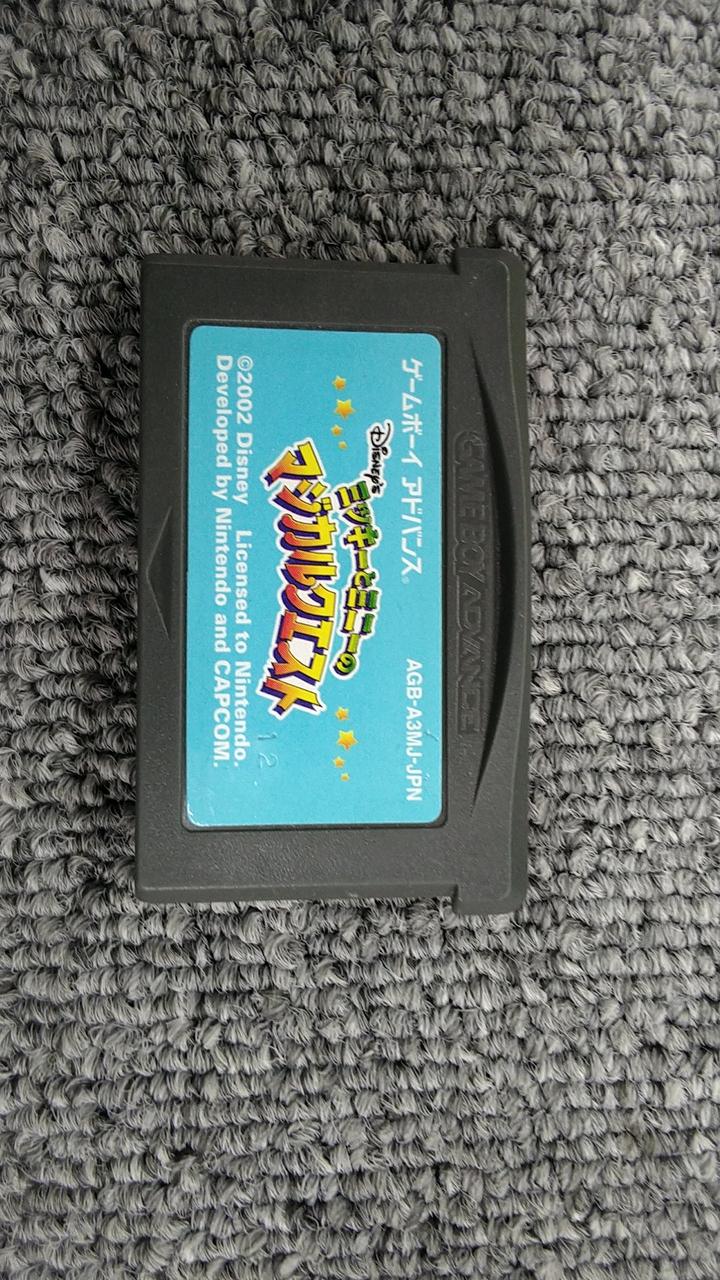 GAME BOY ADVANCE
ゲームボーイ アドバンス®
AGB-A3MJ-JPN
Disney's
ミッキーとミニーの
マジカルクエスト
12
©2002 Disney Licensed to Nintendo.
Developed by Nintendo and CAPCOM.